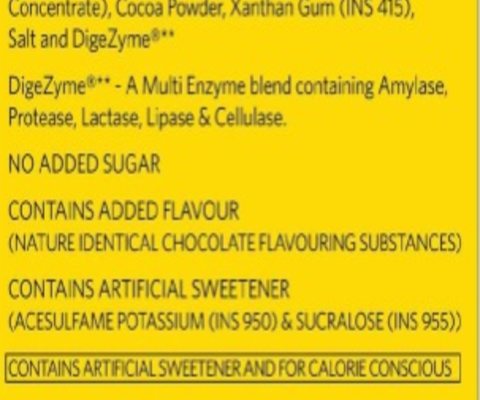 Concentrate), Cocoa Powder, Xanthan Gum (INS 415),
Salt and DigeZyme®**
DigeZyme®** - A Multi Enzyme blend containing Amylase,
Protease, Lactase, Lipase & Cellulase.
NO ADDED SUGAR
CONTAINS ADDED FLAVOUR
(NATURE IDENTICAL CHOCOLATE FLAVOURING SUBSTANCES)
CONTAINS ARTIFICIAL SWEETENER
(ACESULFAME POTASSIUM (INS 950) & SUCRALOSE (INS 955))
CONTAINS ARTIFICIAL SWEETENER AND FOR CALORIE CONSCIOUS